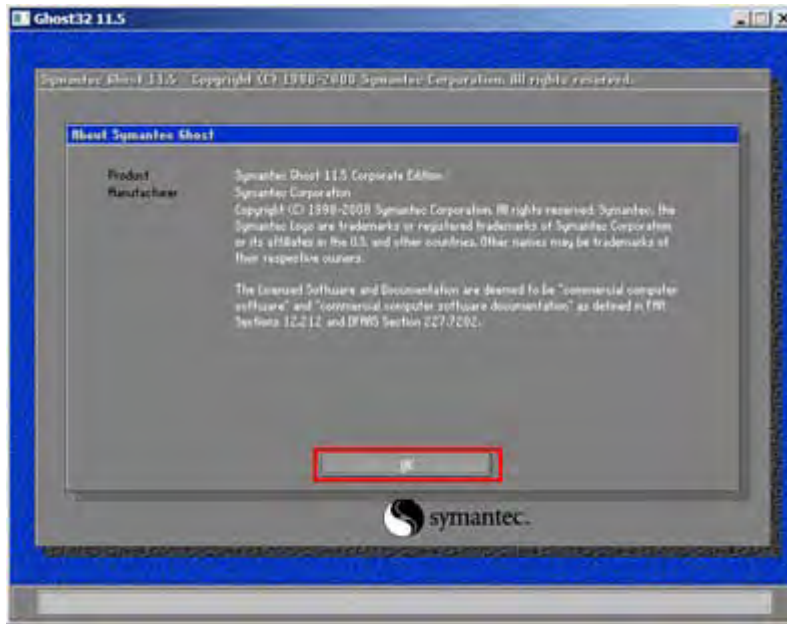 Ghost32 11.5
Symantec Ghost 11.5 Copyright (C) 1998-2008 Symantec Corporation. All rights reserved.
About Symantec Ghost
Product Symantec Ghost 11.5 Corporate Edition
Manufacturer Symantec Corporation
Copyright (C) 1998-2008 Symantec Corporation. All rights reserved. Symantec, the
Symantec Logo are trademarks or registered trademarks of Symantec Corporation
or its affiliates in the U.S. and other countries. Other names may be trademarks of
their respective owners.
The Licensed Software and Documentation are deemed to be "commercial computer
software" and "commercial computer software documentation" as defined in FAR
Sections 12.212 and DFARS Section 227.7202.
OK
symantec.